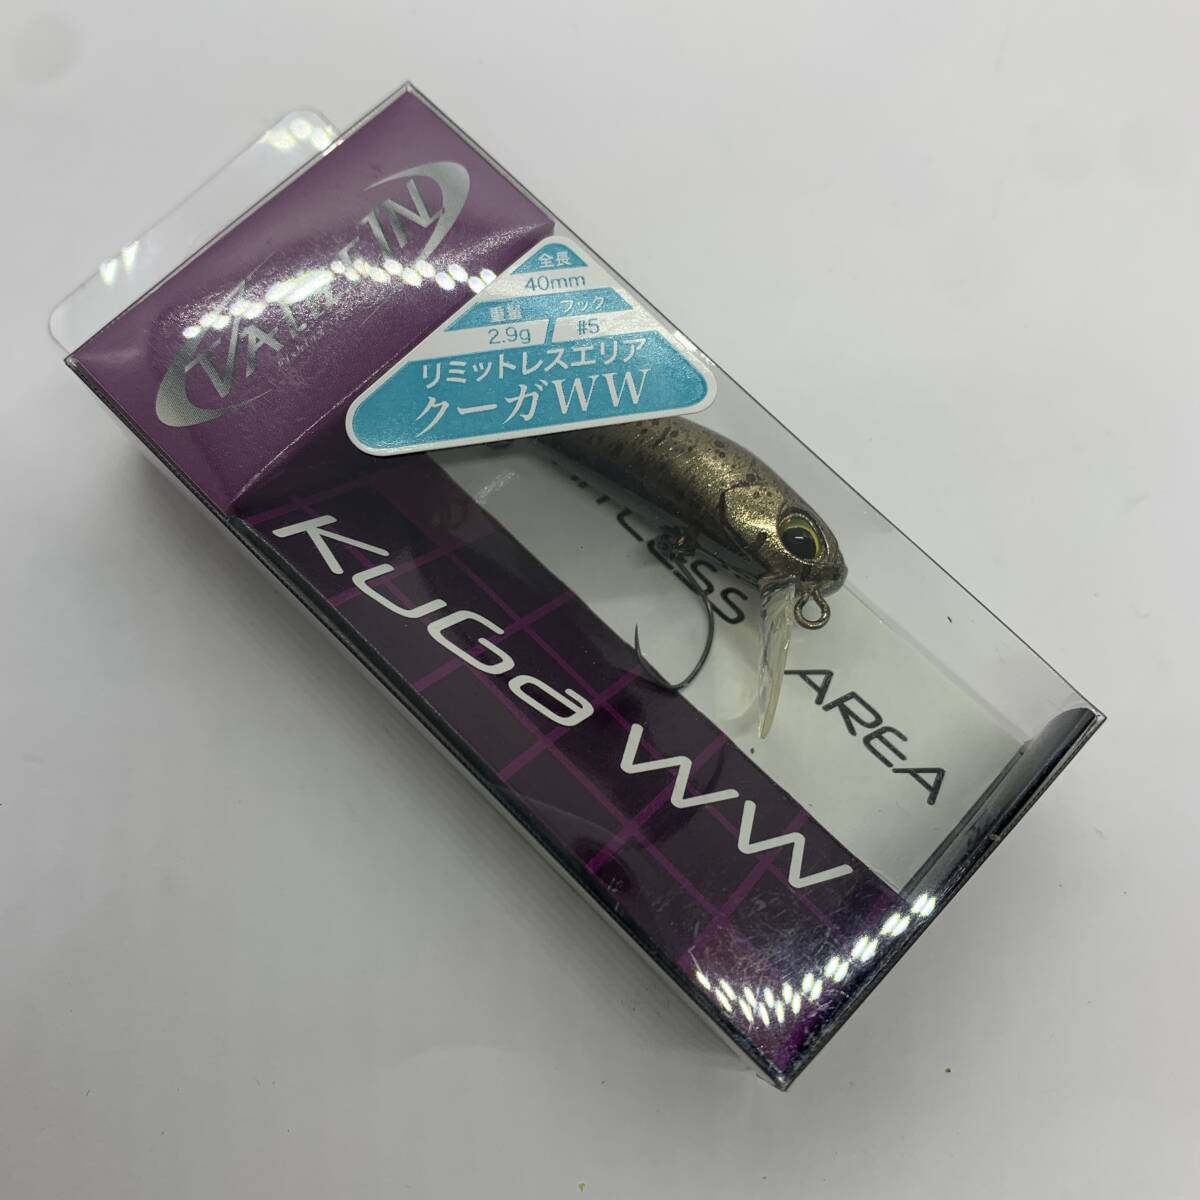 VALKEIN
全長
40mm
重量 フック
2.9g #5
リミットレスエリア
クーガWW
KUGa WW
AREA